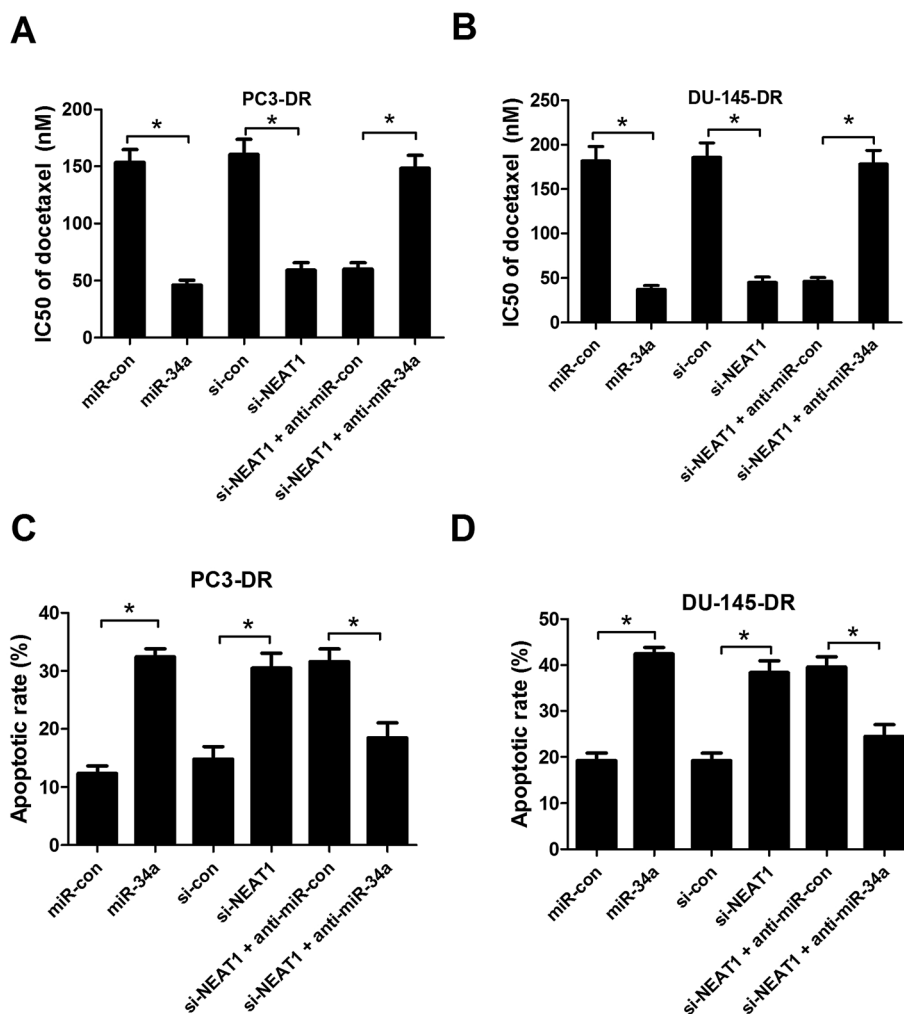 A
PC3-DR
IC50 of docetaxel (nM)
200
150
100
50
0
* * *
miR-con
miR-34a
si-con
si-NEAT1
si-NEAT1 + anti-miR-con
si-NEAT1 + anti-miR-34a
B
DU-145-DR
IC50 of docetaxel (nM)
250
200
150
100
50
0
* * *
miR-con
miR-34a
si-con
si-NEAT1
si-NEAT1 + anti-miR-con
si-NEAT1 + anti-miR-34a
C
PC3-DR
Apoptotic rate (%)
40
30
20
10
0
* * *
miR-con
miR-34a
si-con
si-NEAT1
si-NEAT1 + anti-miR-con
si-NEAT1 + anti-miR-34a
D
DU-145-DR
Apoptotic rate (%)
50
40
30
20
10
0
* * *
miR-con
miR-34a
si-con
si-NEAT1
si-NEAT1 + anti-miR-con
si-NEAT1 + anti-miR-34a